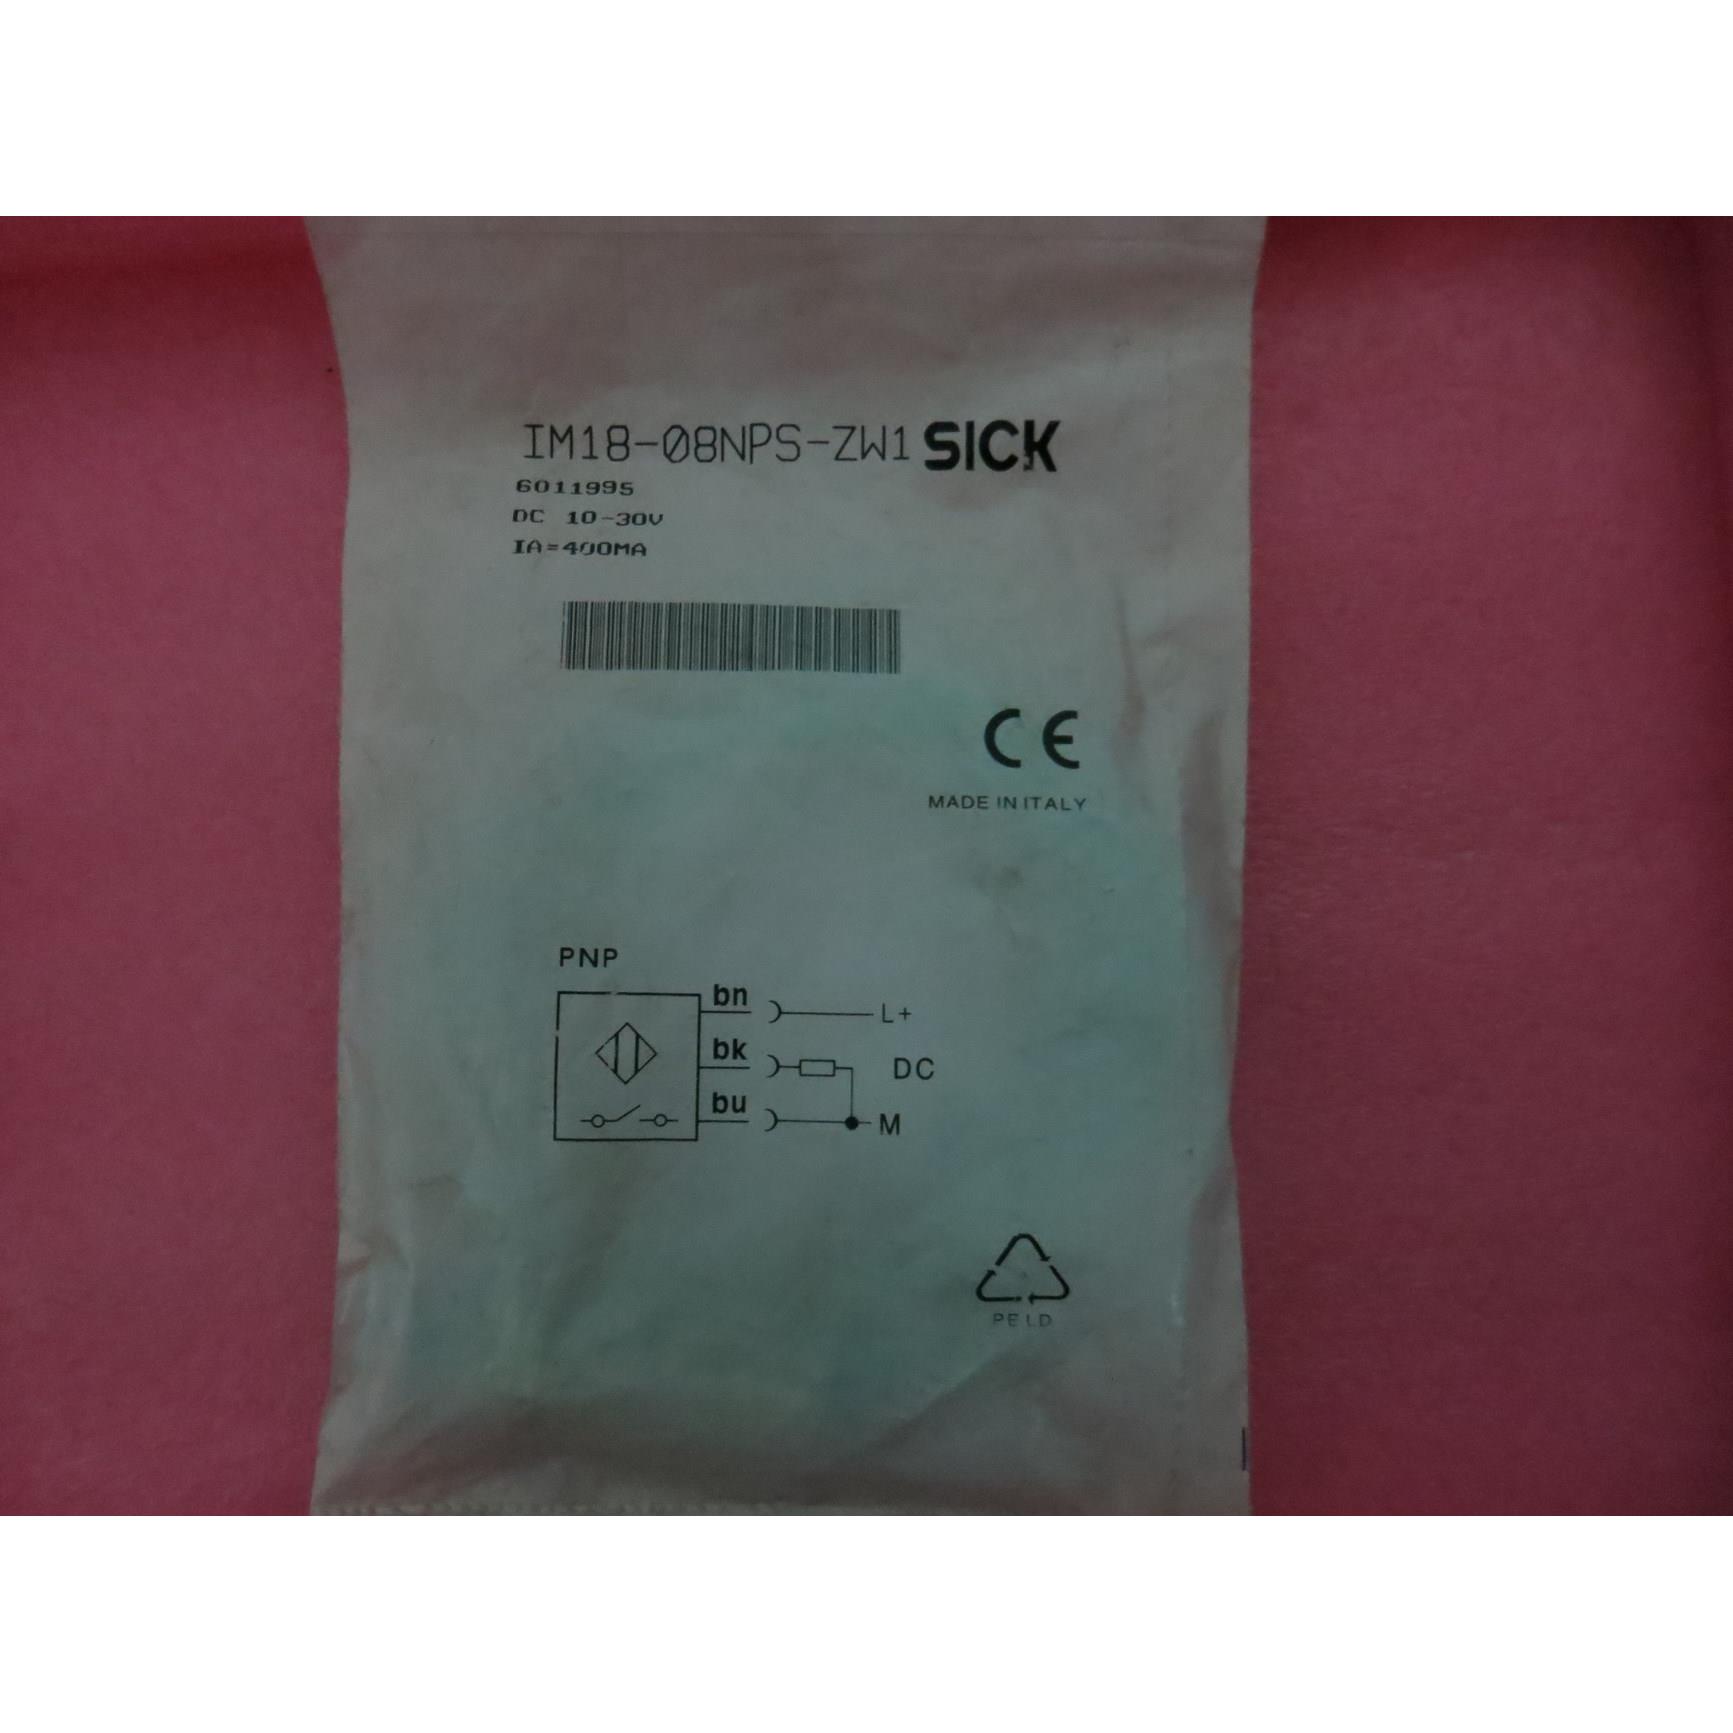 IM18-08NPS-ZW1 SICK
6011995
DC 10-30V
IA=400MA
CE
MADE IN ITALY
PNP
bn L+
bk DC
bu M
PE LD